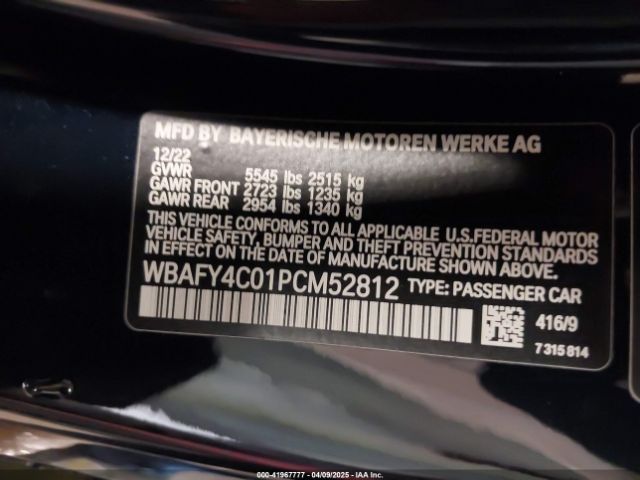 MFD BY BAYERISCHE MOTOREN WERKE AG
12/22
GVWR 5545 lbs 2515 kg
GAWR FRONT 2723 lbs 1235 kg
GAWR REAR 2954 lbs 1340 kg
THIS VEHICLE CONFORMS TO ALL APPLICABLE U.S.FEDERAL MOTOR
VEHICLE SAFETY, BUMPER AND THEFT PREVENTION STANDARDS
IN EFFECT ON THE DATE OF MANUFACTURE SHOWN ABOVE.
WBAFY4C01PCM52812 TYPE: PASSENGER CAR
416/9
7315814
000-41967777 - 04/09/2025 - IAA Inc. (IAA)